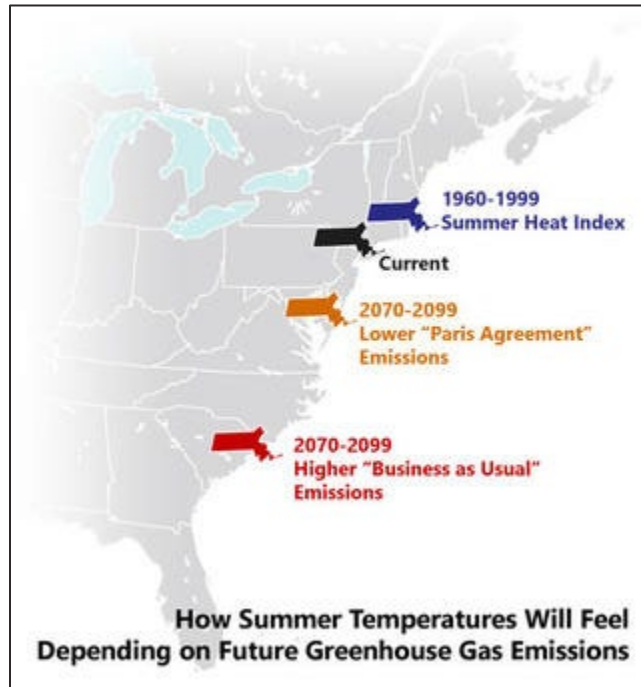 1960-1999
Summer Heat Index
Current
2070-2099
Lower “Paris Agreement”
Emissions
2070-2099
Higher “Business as Usual”
Emissions
How Summer Temperatures Will Feel
Depending on Future Greenhouse Gas Emissions